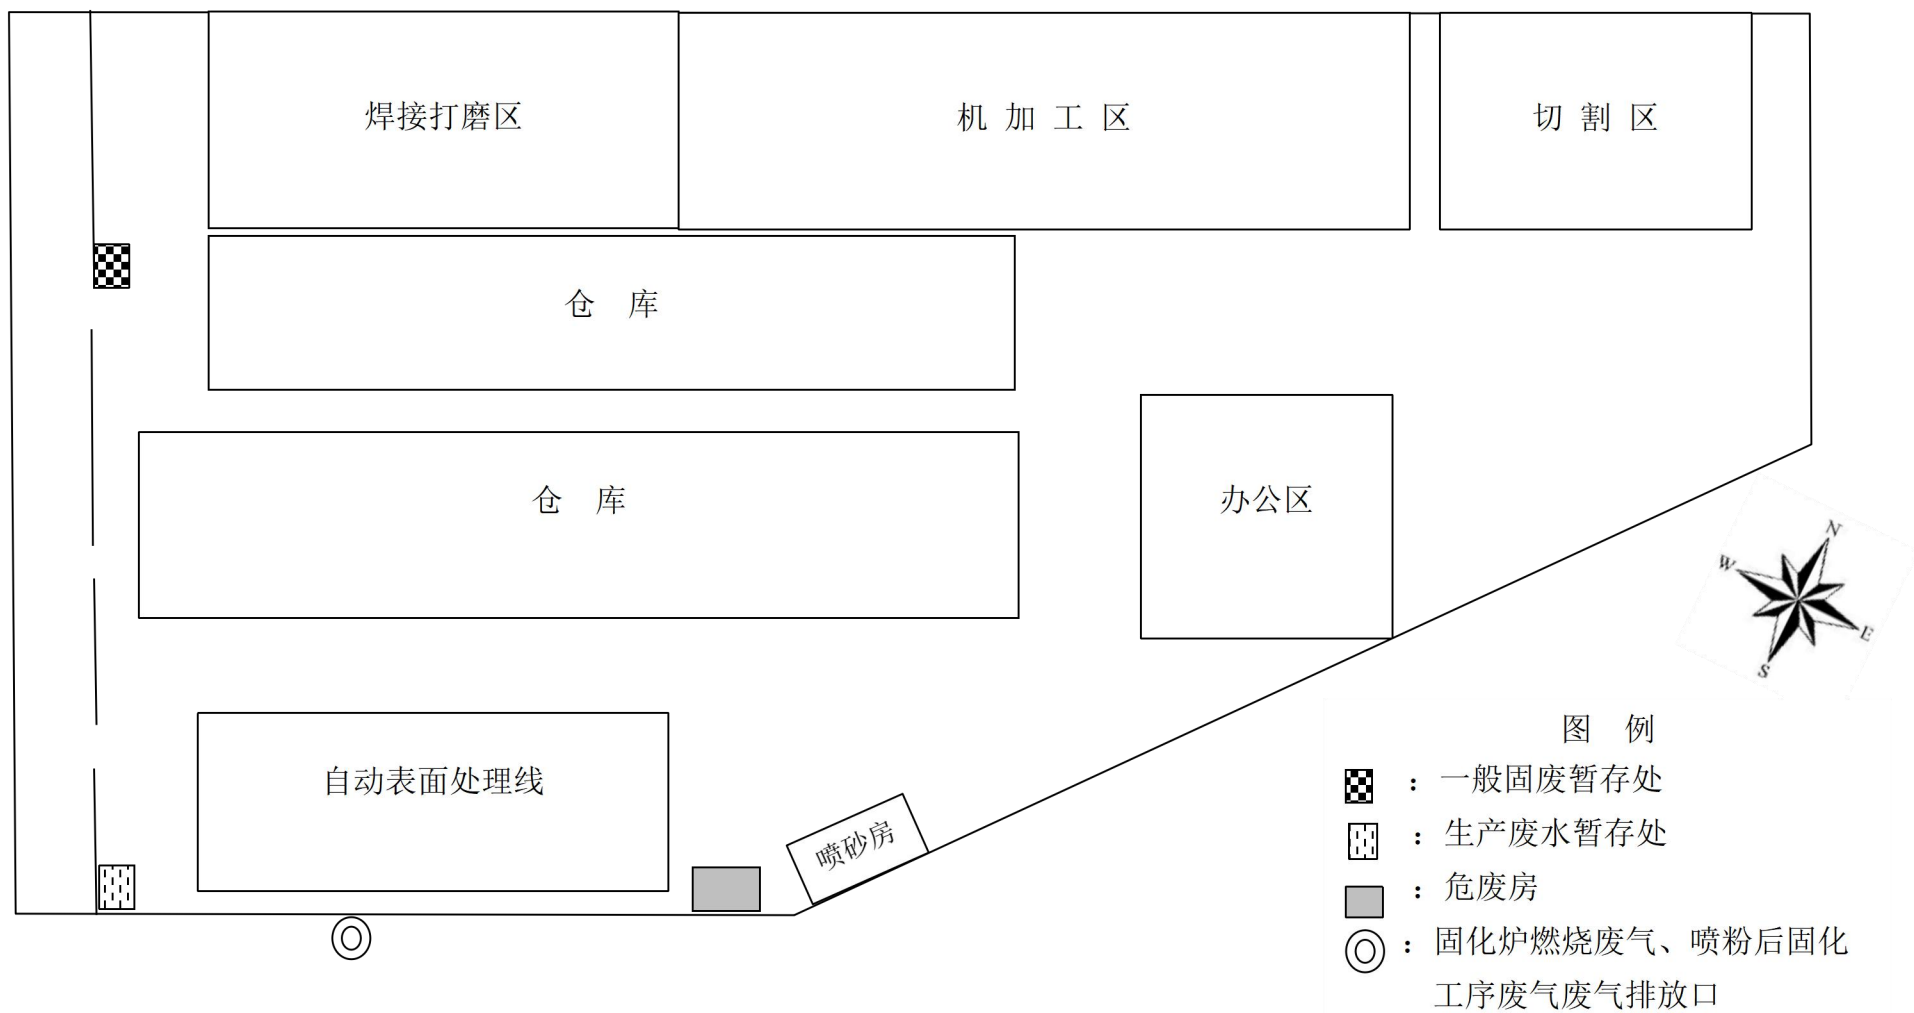 焊接打磨区
机 加 工 区
切 割 区
仓 库
仓 库
办公区
N
W
E
S
自动表面处理线
喷砂房
图 例
：一般固废暂存处
：生产废水暂存处
：危废房
：固化炉燃烧废气、喷粉后固化
工序废气废气排放口